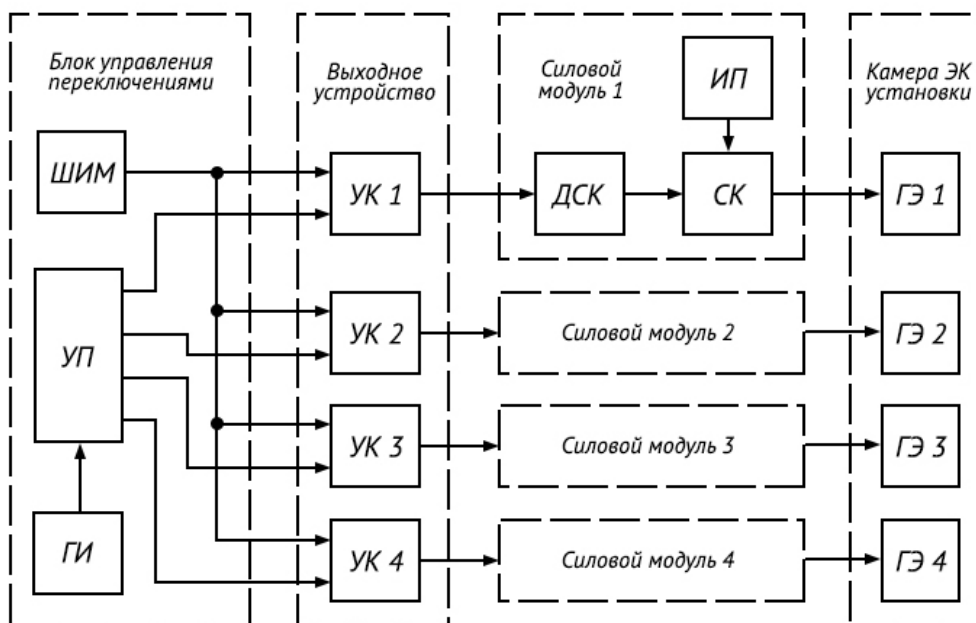 Блок управления
переключениями
Выходное
устройство
Силовой
модуль 1
ИП
Камера ЭК
установки
ШИМ
УК 1
ДСК
СК
ГЭ 1
УП
УК 2
Силовой модуль 2
ГЭ 2
УК 3
Силовой модуль 3
ГЭ 3
ГИ
УК 4
Силовой модуль 4
ГЭ 4